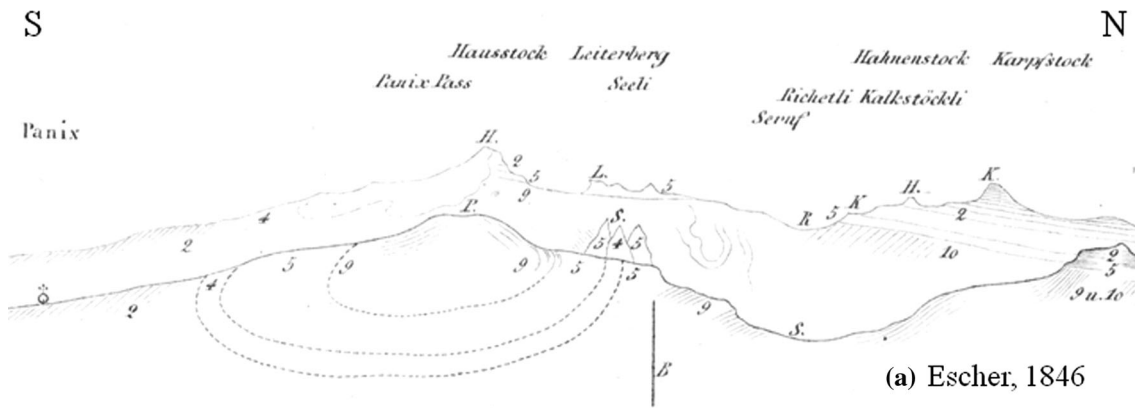 S N
Hausstock Leiterberg Hahnenstock Karpfstock
Panix Pass Seeli
Richetli Kalkstöckli
Sernf
Panix
H.
2
5
9
L.
5
K.
H.
K
5
R
2
4
2
P.
S.
5 4 5
10
2
5
9 u. 10
5
9
9
5
5
4
2
9
S.
B
(a) Escher, 1846